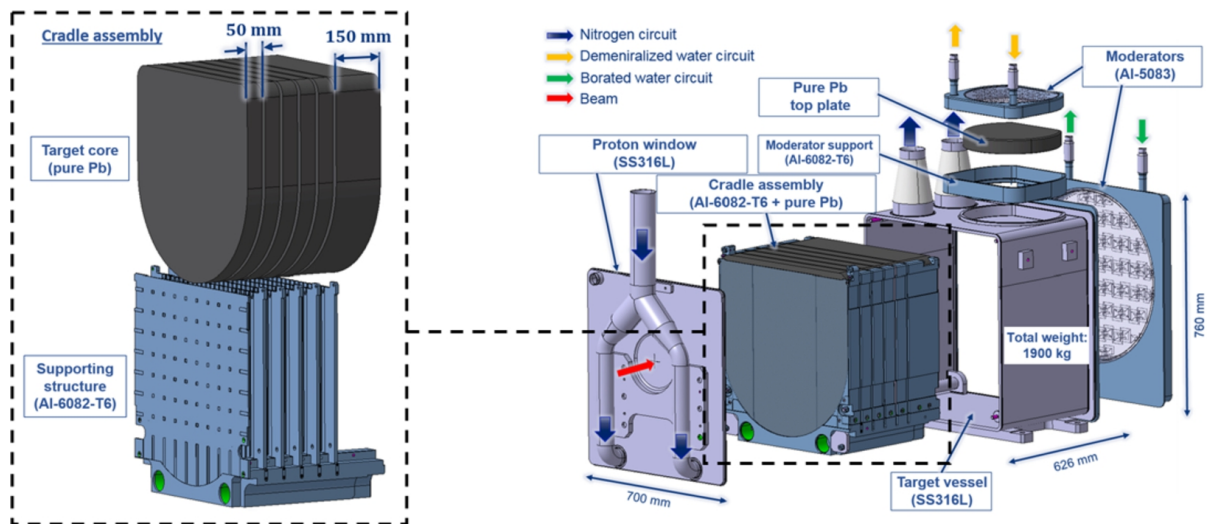 Cradle assembly
50 mm
150 mm
Target core
(pure Pb)
Supporting
structure
(Al-6082-T6)
Nitrogen circuit
Demeniralized water circuit
Borated water circuit
Beam
Proton window
(SS316L)
Pure Pb
top plate
Moderator support
(Al-6082-T6)
Cradle assembly
(Al-6082-T6 + pure Pb)
Moderators
(Al-5083)
760 mm
Total weight:
1900 kg
626 mm
Target vessel
(SS316L)
700 mm